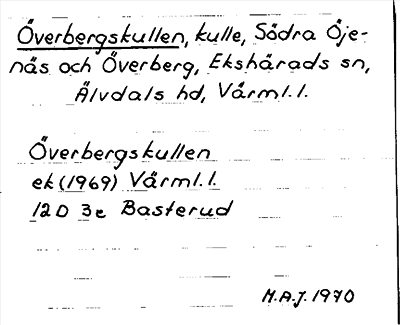 Överbergskullen, kulle, Södra Öje-
näs och Överberg, Ekshärads sn,
Älvdals hd, Värml. l.
Överbergskullen
ek (1969) Värml. l.
12 D 3e Basterud
M.A.J. 1970